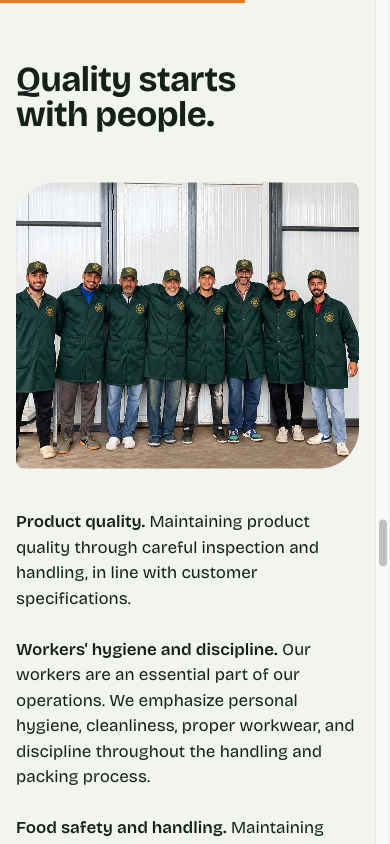 Quality starts
with people.
Product quality. Maintaining product
quality through careful inspection and
handling, in line with customer
specifications.
Workers' hygiene and discipline. Our
workers are an essential part of our
operations. We emphasize personal
hygiene, cleanliness, proper workwear, and
discipline throughout the handling and
packing process.
Food safety and handling. Maintaining